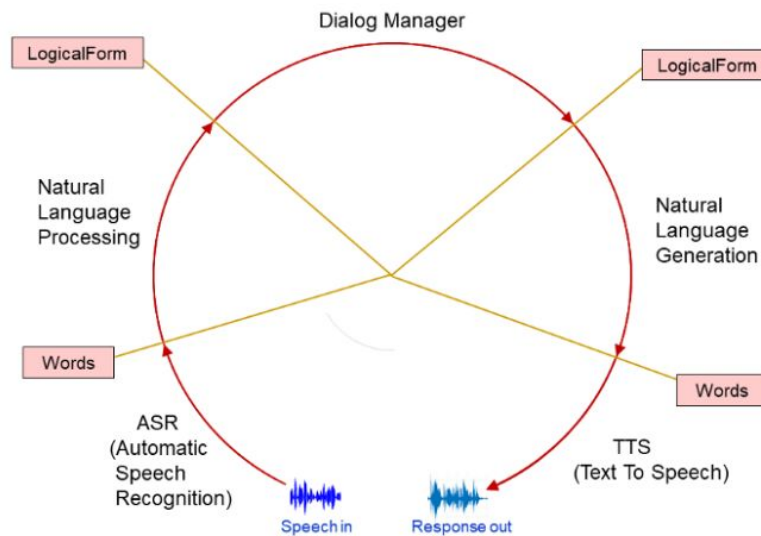 Dialog Manager
LogicalForm
LogicalForm
Natural
Language
Processing
Natural
Language
Generation
Words
Words
ASR
(Automatic
Speech
Recognition)
TTS
(Text To Speech)
Speech in
Response out